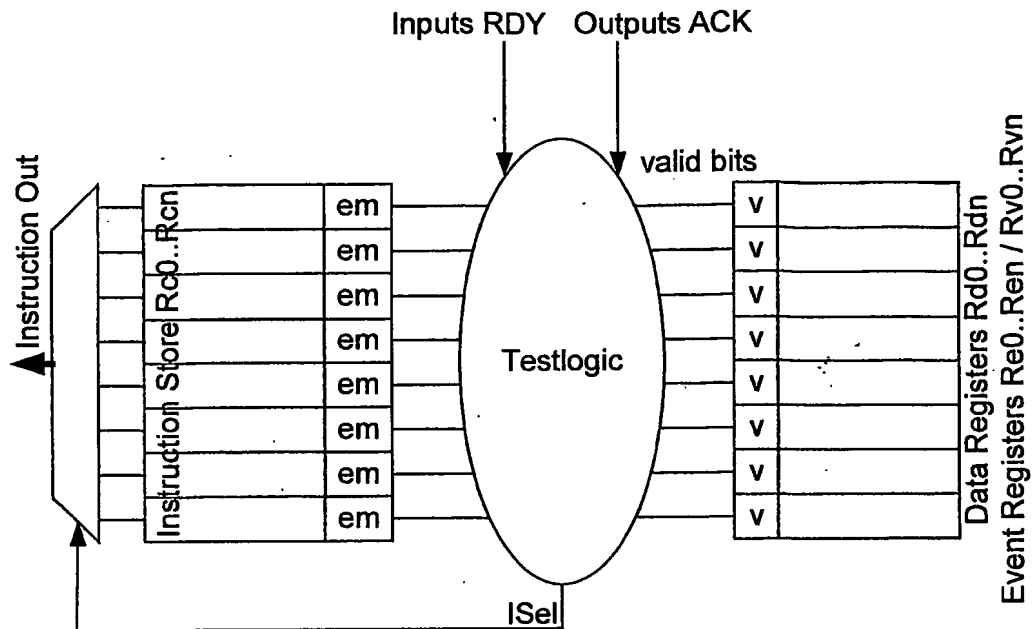 Inputs RDY
Outputs ACK
valid bits
Instruction Out
Instruction Store Rc0..Rcn
em
em
em
em
em
em
em
em
Testlogic
v
v
v
v
v
v
v
v
Data Registers Rd0..Rdn
Event Registers Re0..Ren / Rv0..Rvn
ISel